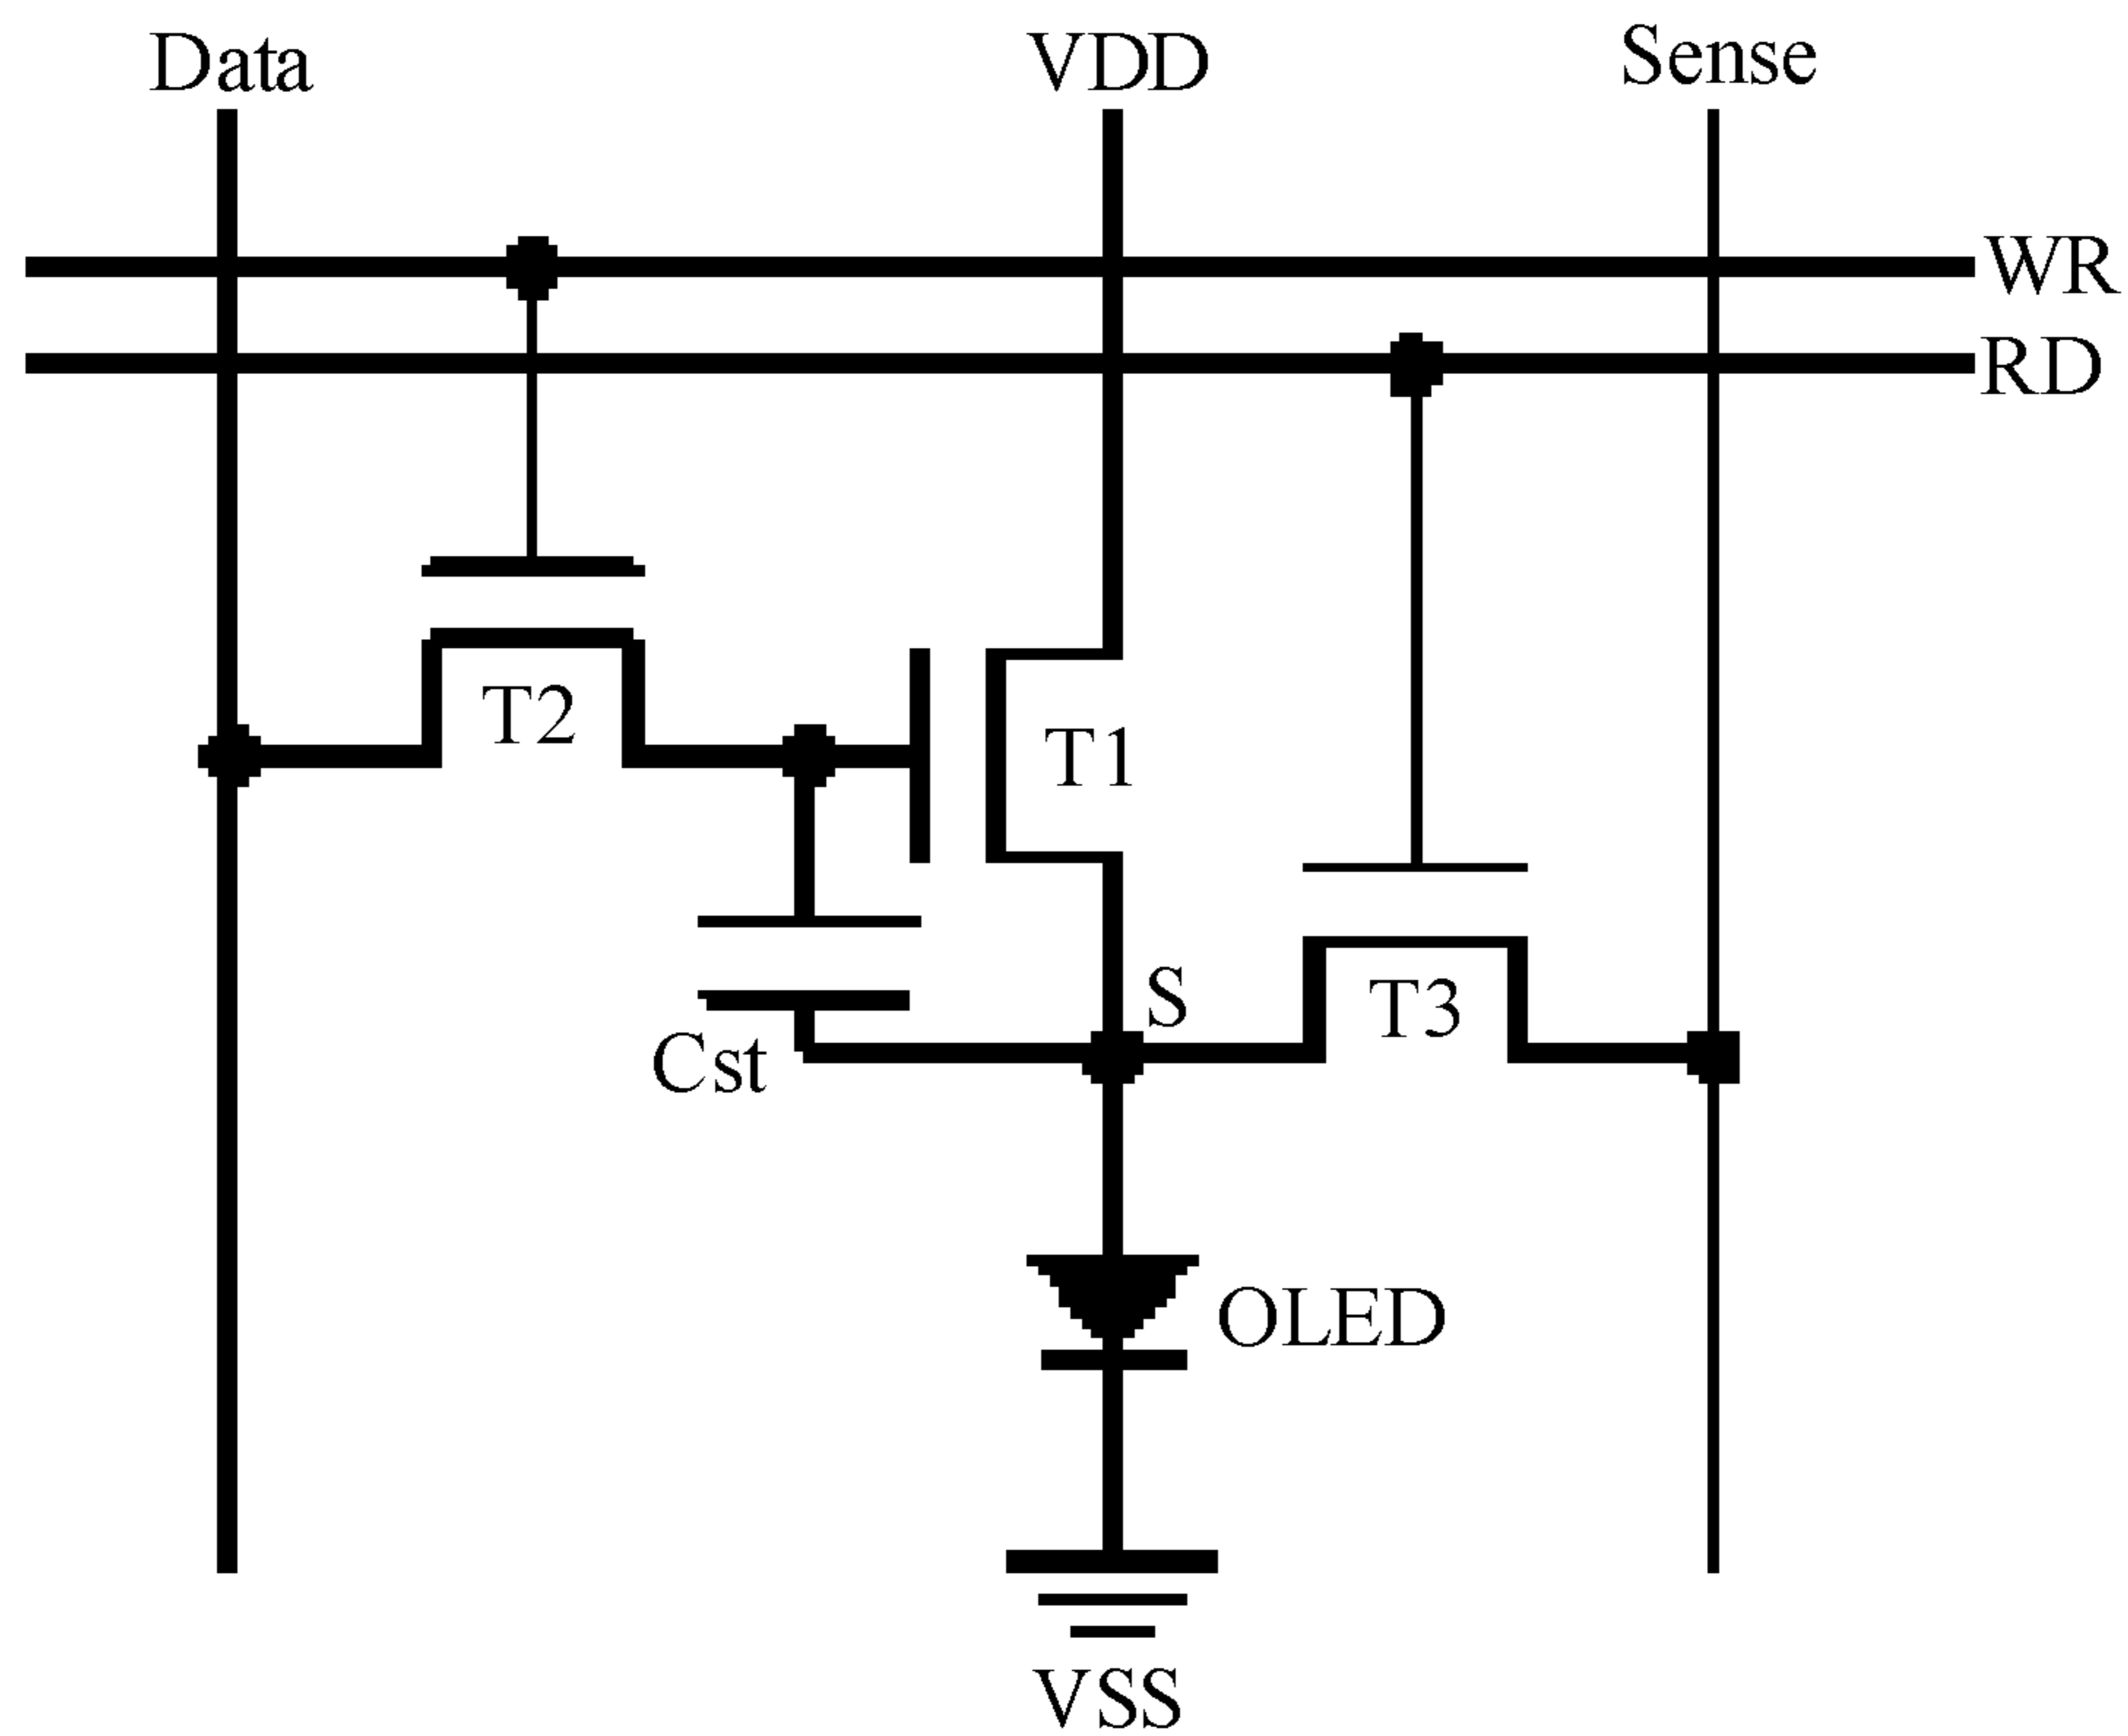 Data
VDD
Sense
WR
RD
T2
T1
S
T3
Cst
OLED
VSS